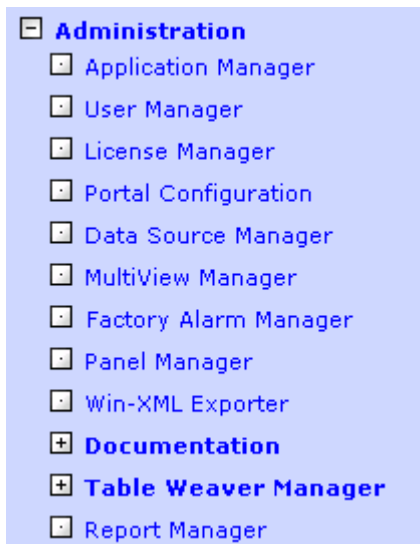 Administration
Application Manager
User Manager
License Manager
Portal Configuration
Data Source Manager
MultiView Manager
Factory Alarm Manager
Panel Manager
Win-XML Exporter
Documentation
Table Weaver Manager
Report Manager